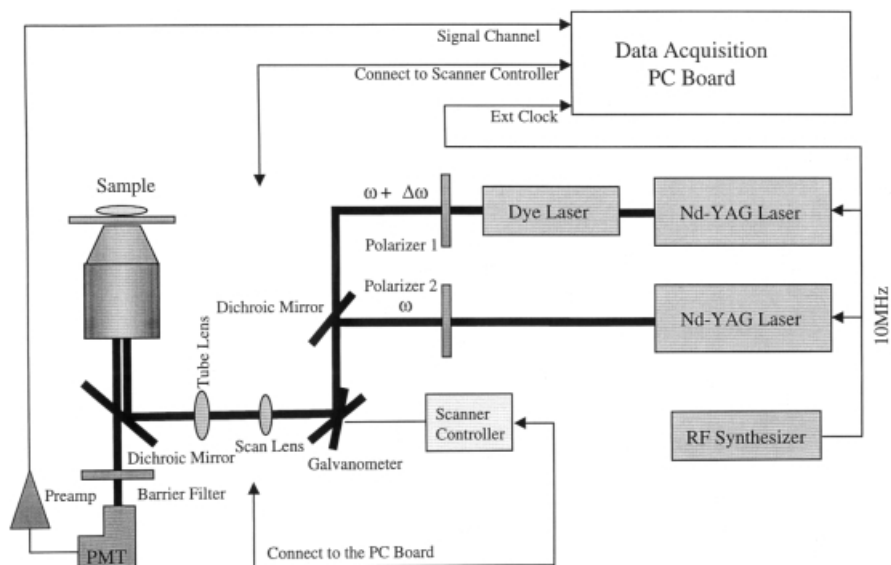 Signal Channel
Data Acquisition
PC Board
Connect to Scanner Controller
Ext Clock
Sample
ω + Δω
Dye Laser
Nd-YAG Laser
Polarizer 1
Polarizer 2
Dichroic Mirror
ω
Nd-YAG Laser
10MHz
Tube Lens
Scanner
Controller
RF Synthesizer
Scan Lens
Dichroic Mirror
Galvanometer
Preamp
Barrier Filter
PMT
Connect to the PC Board